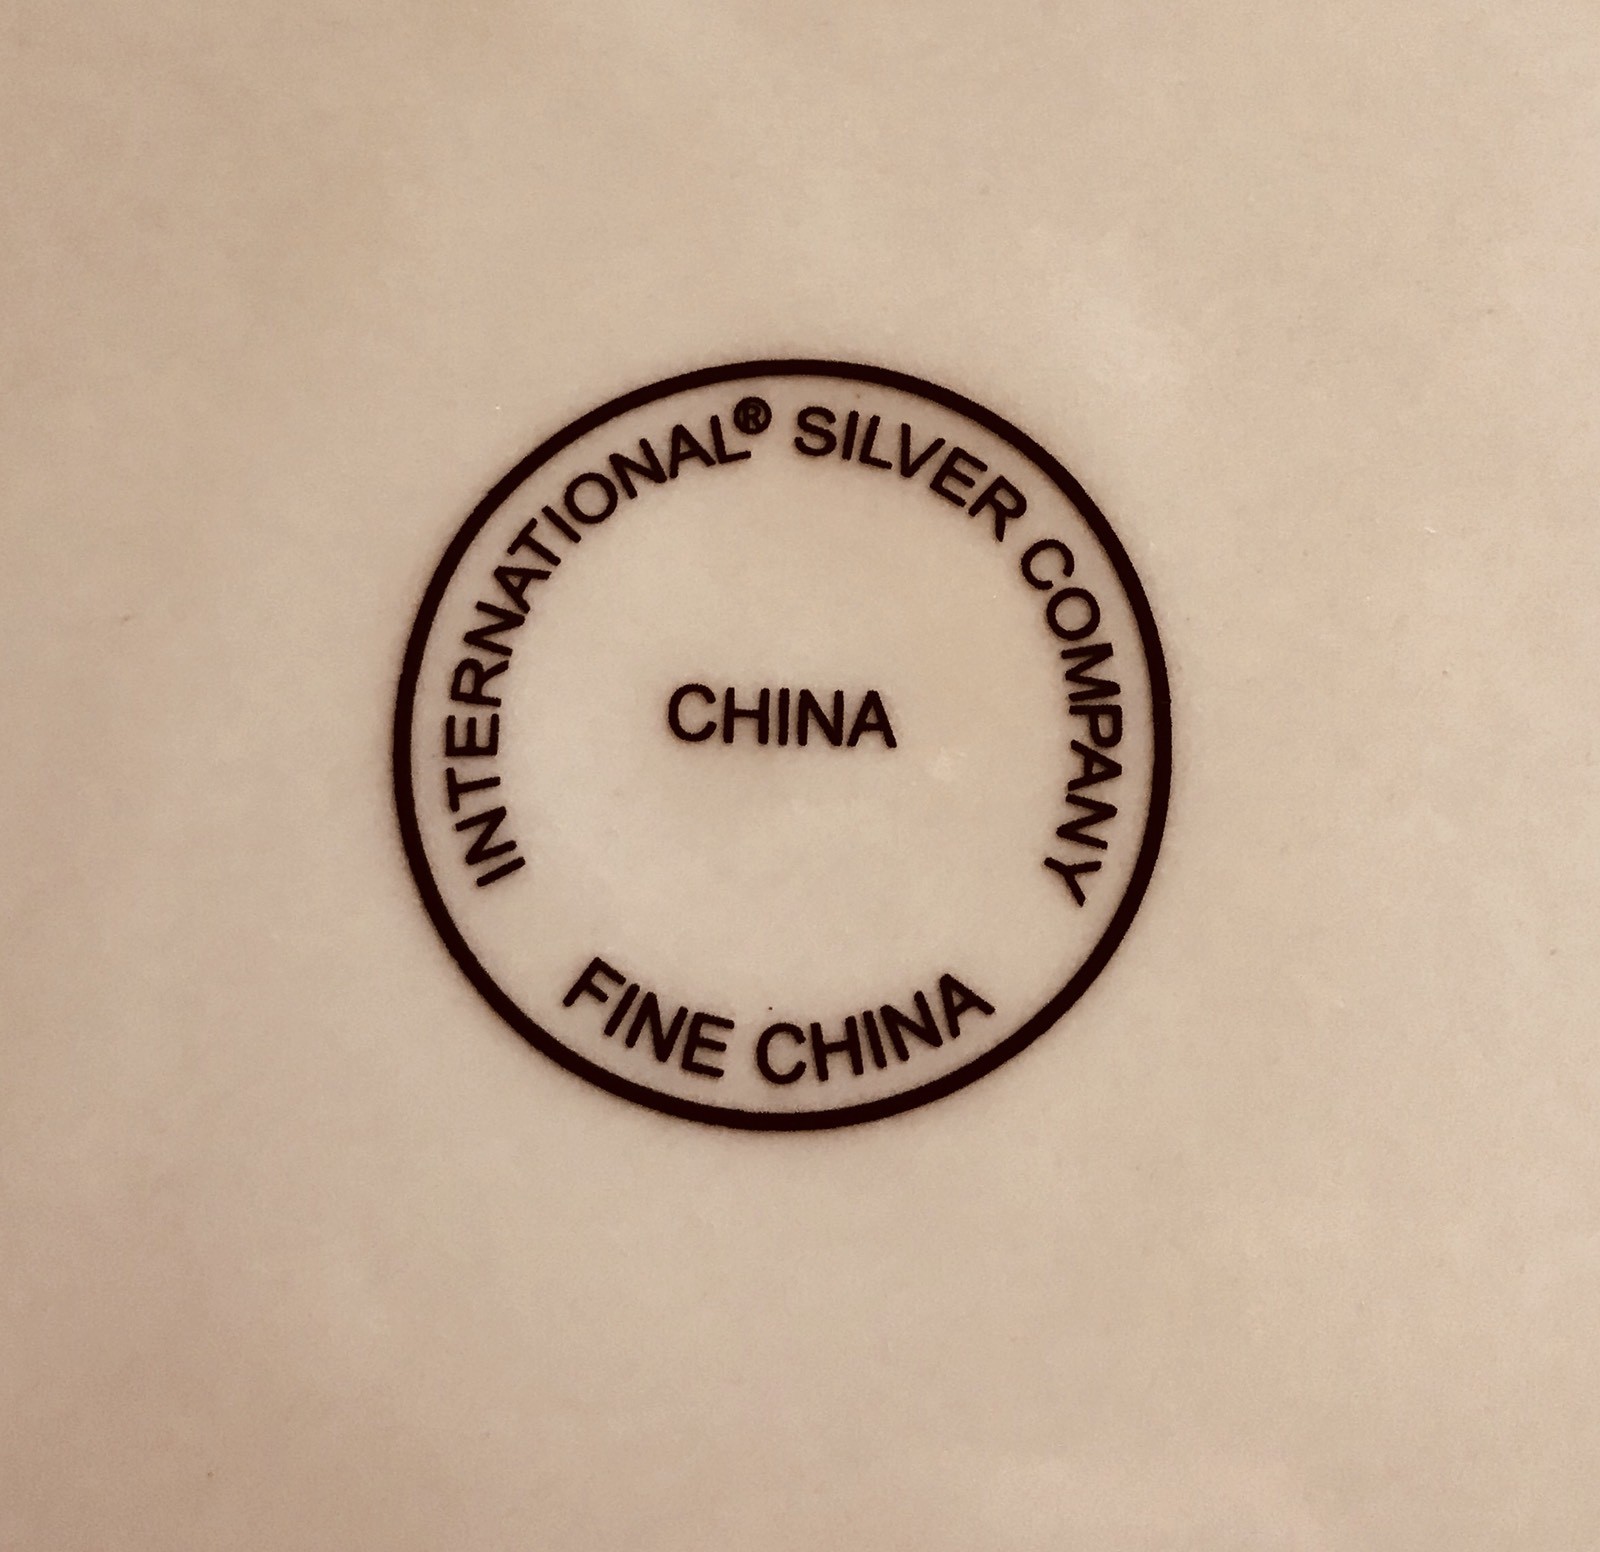 INTERNATIONAL® SILVER COMPANY
CHINA
FINE CHINA